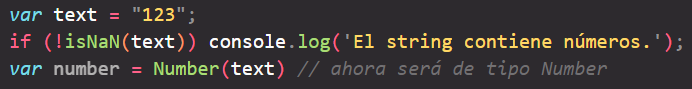 var text = "123";
if (!isNaN(text)) console.log('El string contiene números.');
var number = Number(text) // ahora será de tipo Number